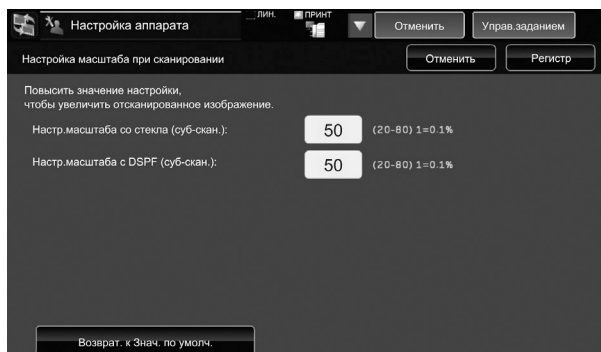 Настройка аппарата
ЛИН.
ПРИНТ
Отменить
Управ.заданием
Настройка масштаба при сканировании
Отменить
Регистр
Повысить значение настройки,
чтобы увеличить отсканированное изображение.
Настр.масштаба со стекла (суб-скан.): 50 (20-80) 1=0.1%
Настр.масштаба с DSPF (суб-скан.): 50 (20-80) 1=0.1%
Возврат. к Знач. по умолч.